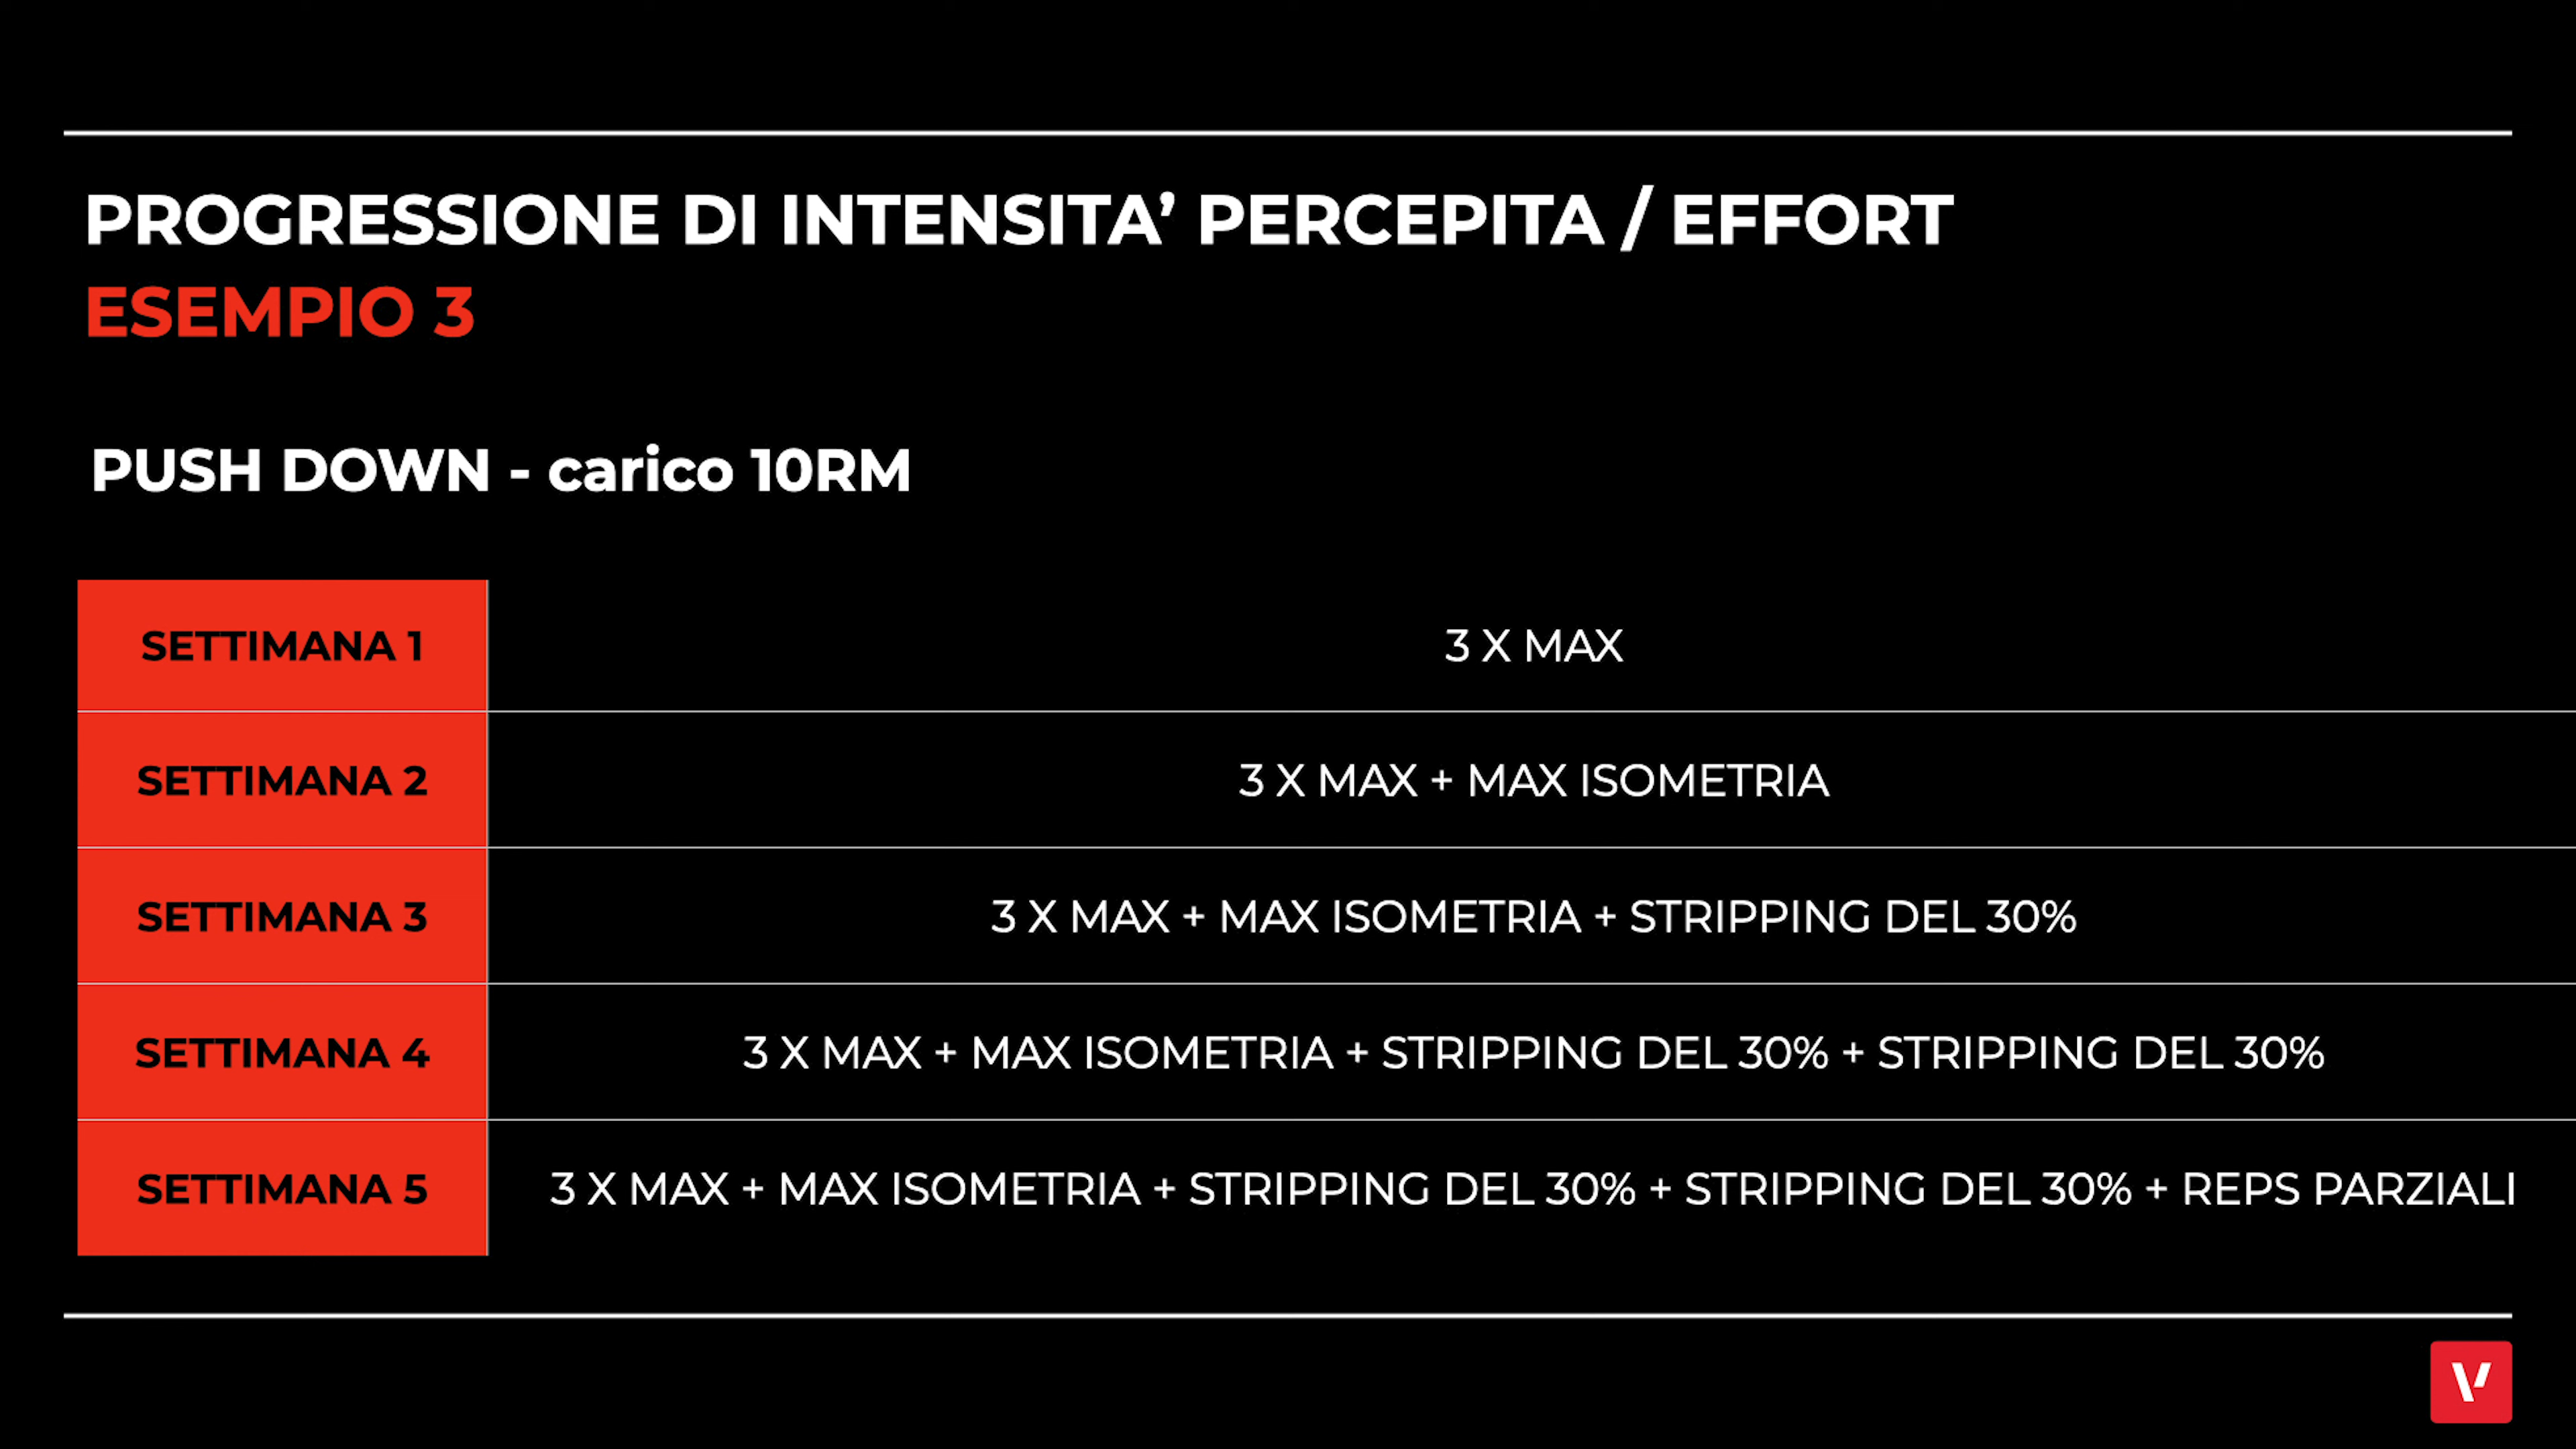 PROGRESSIONE DI INTENSITA’ PERCEPITA / EFFORT
ESEMPIO 3
PUSH DOWN - carico 10RM
SETTIMANA 1 3 X MAX
SETTIMANA 2 3 X MAX + MAX ISOMETRIA
SETTIMANA 3 3 X MAX + MAX ISOMETRIA + STRIPPING DEL 30%
SETTIMANA 4 3 X MAX + MAX ISOMETRIA + STRIPPING DEL 30% + STRIPPING DEL 30%
SETTIMANA 5 3 X MAX + MAX ISOMETRIA + STRIPPING DEL 30% + STRIPPING DEL 30% + REPS PARZIALI